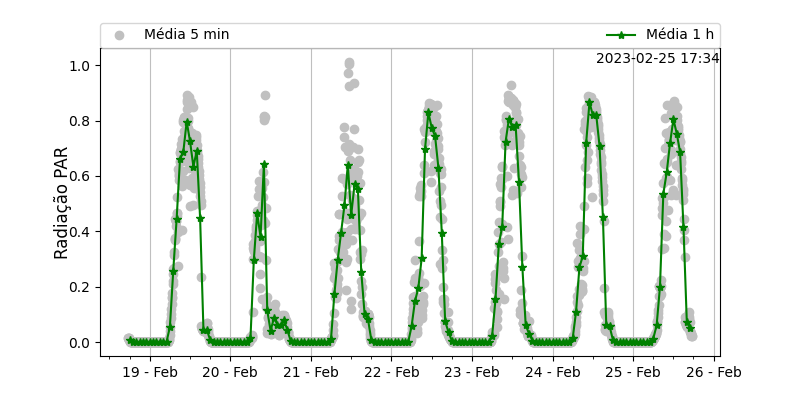 Média 5 min
Média 1 h
2023-02-25 17:34
Radiação PAR
1.0
0.8
0.6
0.4
0.2
0.0
19 - Feb
20 - Feb
21 - Feb
22 - Feb
23 - Feb
24 - Feb
25 - Feb
26 - Feb